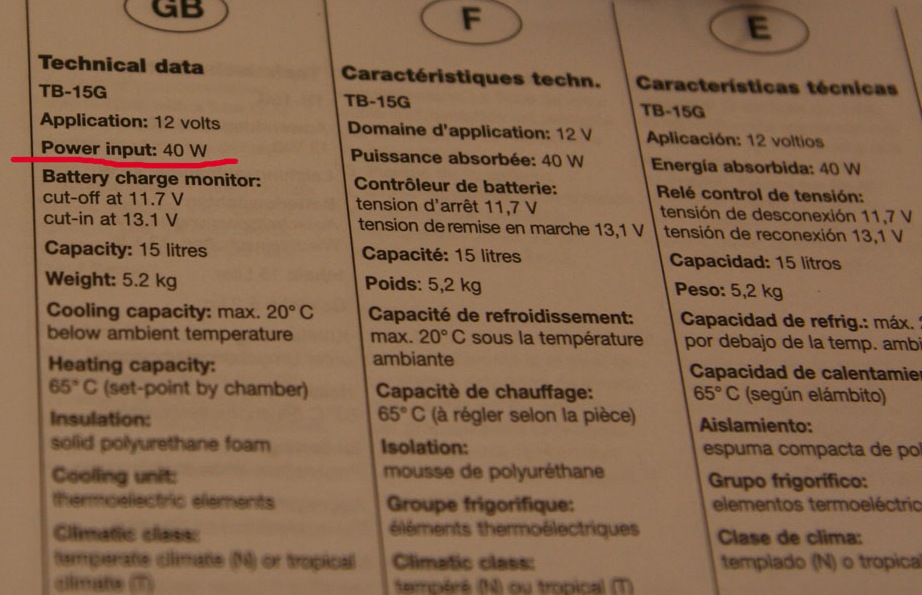 GB
Technical data
TB-15G
Application: 12 volts
Power input: 40 W
Battery charge monitor:
cut-off at 11.7 V
cut-in at 13.1 V
Capacity: 15 litres
Weight: 5.2 kg
Cooling capacity: max. 20° C
below ambient temperature
Heating capacity:
65° C (set-point by chamber)
Insulation:
solid polyurethane foam
Cooling unit:
thermoelectric elements
Climatic class:
temperate climate (N) or tropical
climate (T)
F
Caractéristiques techn.
TB-15G
Domaine d'application: 12 V
Puissance absorbée: 40 W
Contrôleur de batterie:
tension d'arrêt 11,7 V
tension de remise en marche 13,1 V
Capacité: 15 litres
Poids: 5,2 kg
Capacité de refroidissement:
max. 20° C sous la température
ambiante
Capacitè de chauffage:
65° C (à régler selon la pièce)
Isolation:
mousse de polyuréthane
Groupe frigorifique:
éléments thermoélectriques
Climatic class:
tempéré (N) ou tropical (T)
E
Características técnicas
TB-15G
Aplicación: 12 voltios
Energía absorbida: 40 W
Relé control de tensión:
tensión de desconexión 11,7 V
tensión de reconexión 13,1 V
Capacidad: 15 litros
Peso: 5,2 kg
Capacidad de refrig.: máx.
por debajo de la temp.
Capacidad de
65° C (según elámbito)
Aislamiento:
espuma compacta de
Grupo frigorífico:
elementos
Clase de clima:
templado (N) o